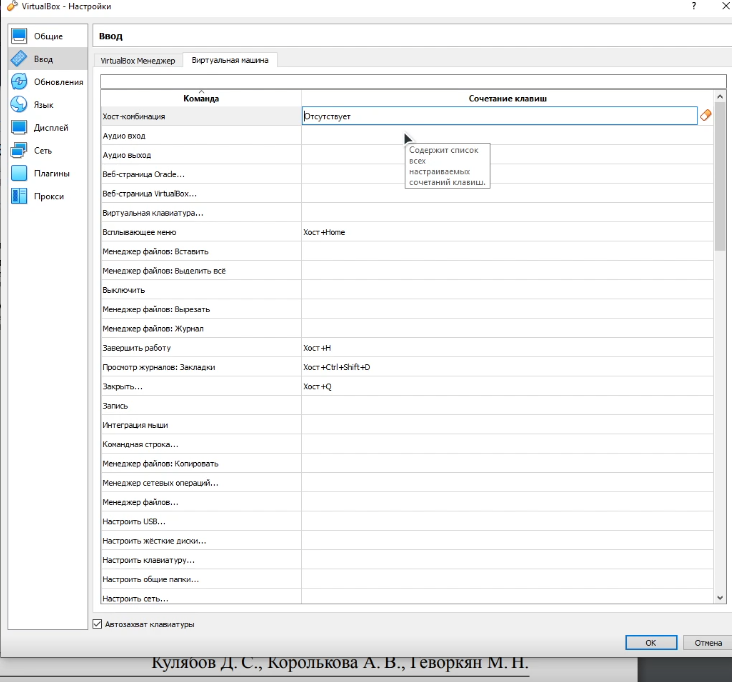 VirtualBox - Настройки
?
Общие
Ввод
Обновления
Язык
Дисплей
Сеть
Плагины
Прокси
Ввод
VirtualBox Менеджер
Виртуальная машина
Команда Сочетание клавиш
Хост-комбинация Отсутствует
Аудио вход
Аудио выход
Веб-страница Oracle...
Веб-страница VirtualBox...
Виртуальная клавиатура...
Всплывающее меню Хост+Home
Менеджер файлов: Вставить
Менеджер файлов: Выделить всё
Выключить
Менеджер файлов: Вырезать
Менеджер файлов: Журнал
Завершить работу Хост+H
Просмотр журналов: Закладки Хост+Ctrl+Shift+D
Закрыть... Хост+Q
Запись
Интеграция мыши
Командная строка...
Менеджер файлов: Копировать
Менеджер сетевых операций...
Менеджер файлов...
Настроить USB...
Настроить жёсткие диски...
Настроить клавиатуру...
Настроить общие папки...
Настроить сеть...
Содержит список
всех
настраиваемых
сочетаний клавиш.
Автозахват клавиатуры
OK
Отмена
Кулябов Д. С., Королькова А. В., Геворкян М. Н.